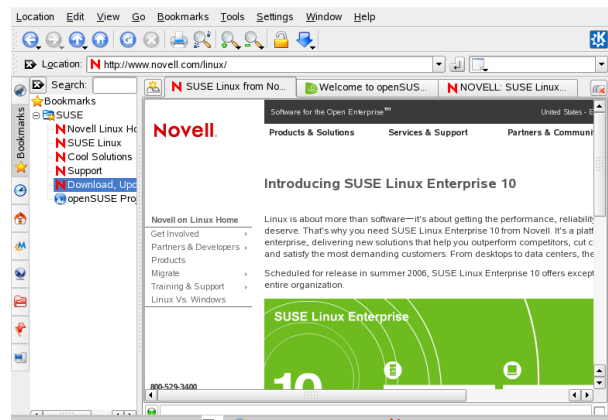 Location Edit View Go Bookmarks Tools Settings Window Help
Location: http://www.novell.com/linux/
Search:
SUSE Linux from No... Welcome to openSUS... NOVELL: SUSE Linux...
Bookmarks
Bookmarks
SUSE
Novell Linux Ho
SUSE Linux
Cool Solutions
Support
Download, Upd
openSUSE Pro
Software for the Open Enterprise™ United States - E
Novell.
Products & Solutions Services & Support Partners & Communi
Introducing SUSE Linux Enterprise 10
Novell on Linux Home
Get Involved
Partners & Developers
Products
Migrate
Training & Support
Linux Vs. Windows
800-529-3400
Linux is about more than software—it's about getting the performance, reliability
deserve. That's why you need SUSE Linux Enterprise 10 from Novell. It's a platf
enterprise, delivering new solutions that help you outperform competitors, cut c
and satisfy the most demanding customers. From desktops to data centers, the
Scheduled for release in summer 2006, SUSE Linux Enterprise 10 offers except
entire organization.
SUSE Linux Enterprise
10